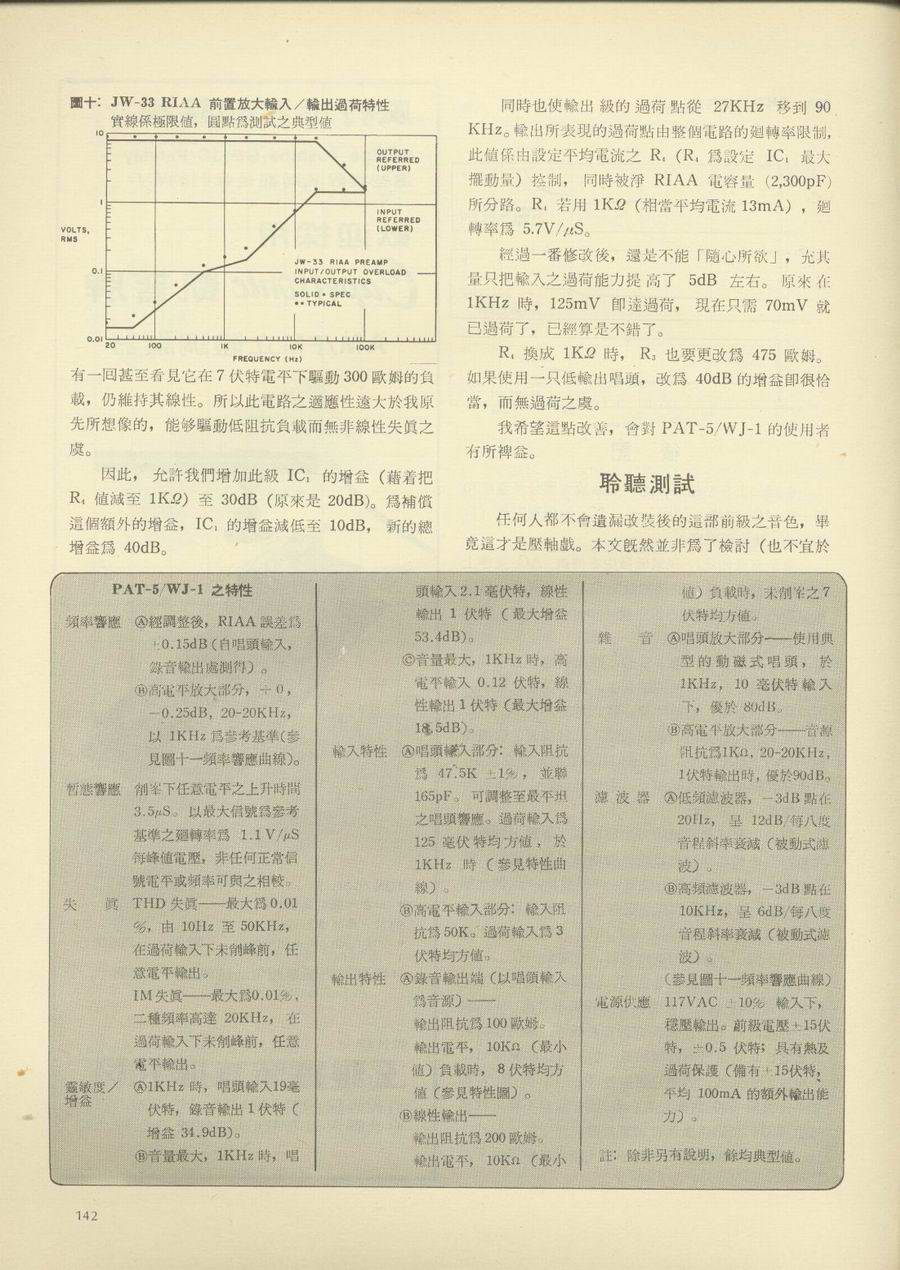 圖十：JW-33 RIAA 前置放大輸入／輸出過荷特性
實線係極限值，圓點爲測試之典型值
10
1
0.1
0.01
VOLTS,
RMS
OUTPUT
REFERRED
(UPPER)
INPUT
REFERRED
(LOWER)
JW-33 RIAA PREAMP
INPUT/OUTPUT OVERLOAD
CHARACTERISTICS
SOLID = SPEC
•= TYPICAL
20 100 1K 10K 100K
FREQUENCY (Hz)
有一回甚至看見它在 7 伏特電平下驅動 300 歐姆的負
載，仍維持其線性。所以此電路之適應性遠大於我原
先所想像的，能够驅動低阻抗負載而無非線性失眞之
處。
因此，允許我們增加此級 IC₁ 的增益（藉着把
R₄ 値減至 1KΩ）至 30dB（原來是 20dB）。爲補償
這個額外的增益，IC₁ 的增益減低至 10dB，新的總
增益爲 40dB。
同時也使輸出級的過荷點從 27KHz 移到 90
KHz。輸出所表現的過荷點由整個電路的廻轉率限制，
此值係由設定平均電流之 R₄（R₄ 爲設定 IC₁ 最大
擺動量）控制，同時被淨 RIAA 電容量（2,300pF）
所分路。R₄ 若用 1KΩ（相當平均電流 13mA），廻
轉率爲 5.7V/μS。
經過一番修改後，還是不能「隨心所欲」，尤其
量只把輸入之過荷能力提高了 5dB 左右。原來在
1KHz 時，125mV 卽達過荷，現在只需 70mV 就
已過荷了，已經算是不錯了。
R₄ 換成 1KΩ 時，R₃ 也要更改爲 475 歐姆。
如果使用一只低輸出唱頭，改爲 40dB 的增益卽很恰
當，而無過荷之虞。
我希望這點改善，會對 PAT-5/WJ-1 的使用者
有所裨益。
聆聽測試
任何人都不會遺漏改裝後的這部前級之音色，畢
竟這才是壓軸戲。本文旣然並非爲了檢討（也不宜於
PAT-5/WJ-1 之特性
頻率響應 Ⓐ經調整後，RIAA 誤差爲
±0.15dB（自唱頭輸入，
錄音輸出處測得）。
Ⓑ高電平放大部分，＋0，
－0.25dB，20-20KHz，
以 1KHz 爲參考基準（參
見圖十一頻率響應曲線）。
暫態響應 削峯下任意電平之上升時間
3.5μS。以最大信號爲參考
基準之廻轉率爲 1.1 V/μS
每峰值電壓，非任何正常信
號電平或頻率可與之相較。
失眞 THD 失眞——最大爲 0.01
%，由 10Hz 至 50KHz，
在過荷輸入下未削峰前，任
意電平輸出。
IM失眞——最大爲0.01%，
二種頻率高達 20KHz，在
過荷輸入下未削峰前，任意
電平輸出。
靈敏度／
增益
Ⓐ1KHz 時，唱頭輸入19毫
伏特，錄音輸出 1 伏特（
增益 34.9dB）。
Ⓑ音量最大，1KHz 時，唱
頭輸入2.1毫伏特，線性
輸出 1 伏特（最大增益
53.4dB）。
Ⓒ音量最大，1KHz 時，高
電平輸入 0.12 伏特，線
性輸出 1 伏特（最大增益
18.5dB）。
輸入特性 Ⓐ唱頭輸入部分：輸入阻抗
爲 47.5K ±1%，並聯
165pF。可調整至最平坦
之唱頭響應。過荷輸入爲
125 毫伏特均方值，於
1KHz 時（參見特性曲
線）。
Ⓑ高電平輸入部分：輸入阻
抗爲50K。過荷輸入爲 3
伏特均方值。
輸出特性 Ⓐ錄音輸出端（以唱頭輸入
爲音源）——
輸出阻抗爲 100 歐姆。
輸出電平，10KΩ（最小
值）負載時，8 伏特均方
值（參見特性圖）。
Ⓑ線性輸出——
輸出阻抗爲 200 歐姆。
輸出電平，10KΩ（最小
值）負載時，未削峯之7
伏特均方值。
雜音 Ⓐ唱頭放大部分——使用典
型的動磁式唱頭，於
1KHz，10 毫伏特輸入
下，優於 80dB。
Ⓑ高電平放大部分——音源
阻抗爲1KΩ，20-20KHz，
1伏特輸出時，優於90dB。
濾波器 Ⓐ低頻濾波器，－3dB 點在
20Hz，呈 12dB/每八度
音程斜率衰減（被動式濾
波）。
Ⓑ高頻濾波器，－3dB 點在
10KHz，呈 6dB/每八度
音程斜率衰減（被動式濾
波）。
（參見圖十一頻率響應曲線）
電源供應 117VAC ±10% 輸入下，
穩壓輸出。前級電壓±15伏
特，±0.5 伏特；具有熱及
過荷保護（備有±15伏特，
平均 100mA 的額外輸出能
力）。
註：除非另有說明，餘均典型値。
142